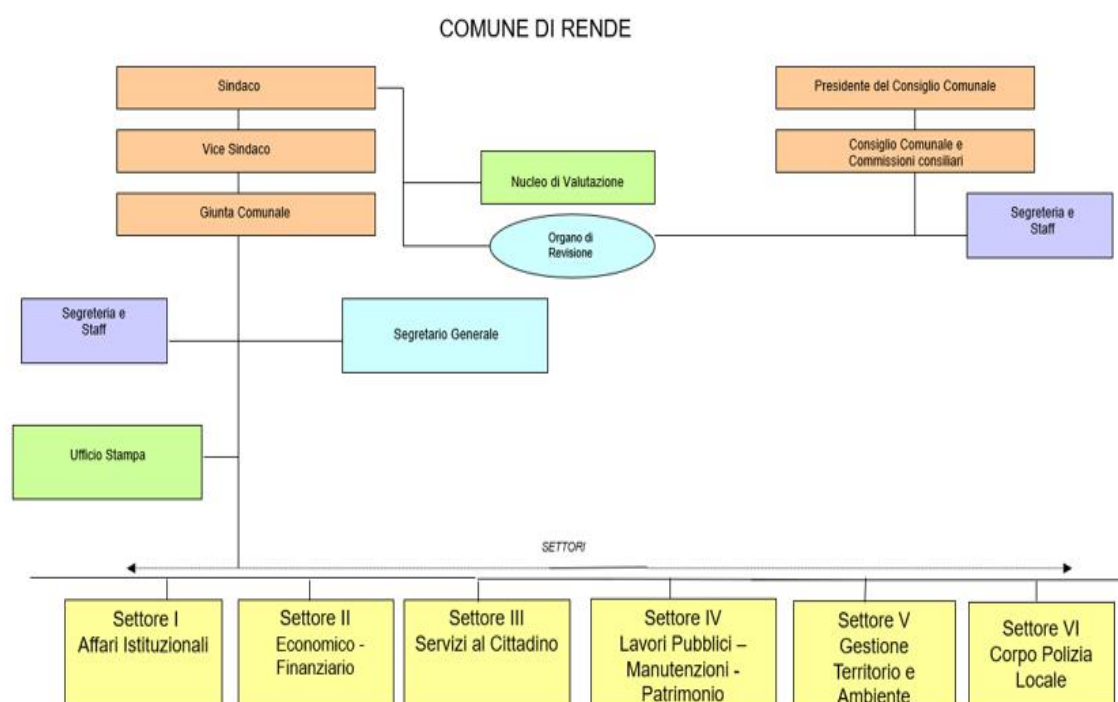 COMUNE DI RENDE
Sindaco
Presidente del Consiglio Comunale
Vice Sindaco
Consiglio Comunale e
Commissioni consiliari
Nucleo di Valutazione
Giunta Comunale
Segreteria e
Staff
Organo di
Revisione
Segreteria e
Staff
Segretario Generale
Ufficio Stampa
SETTORI
Settore I
Affari Istituzionali
Settore II
Economico -
Finanziario
Settore III
Servizi al Cittadino
Settore IV
Lavori Pubblici –
Manutenzioni -
Patrimonio
Settore V
Gestione
Territorio e
Ambiente
Settore VI
Corpo Polizia
Locale